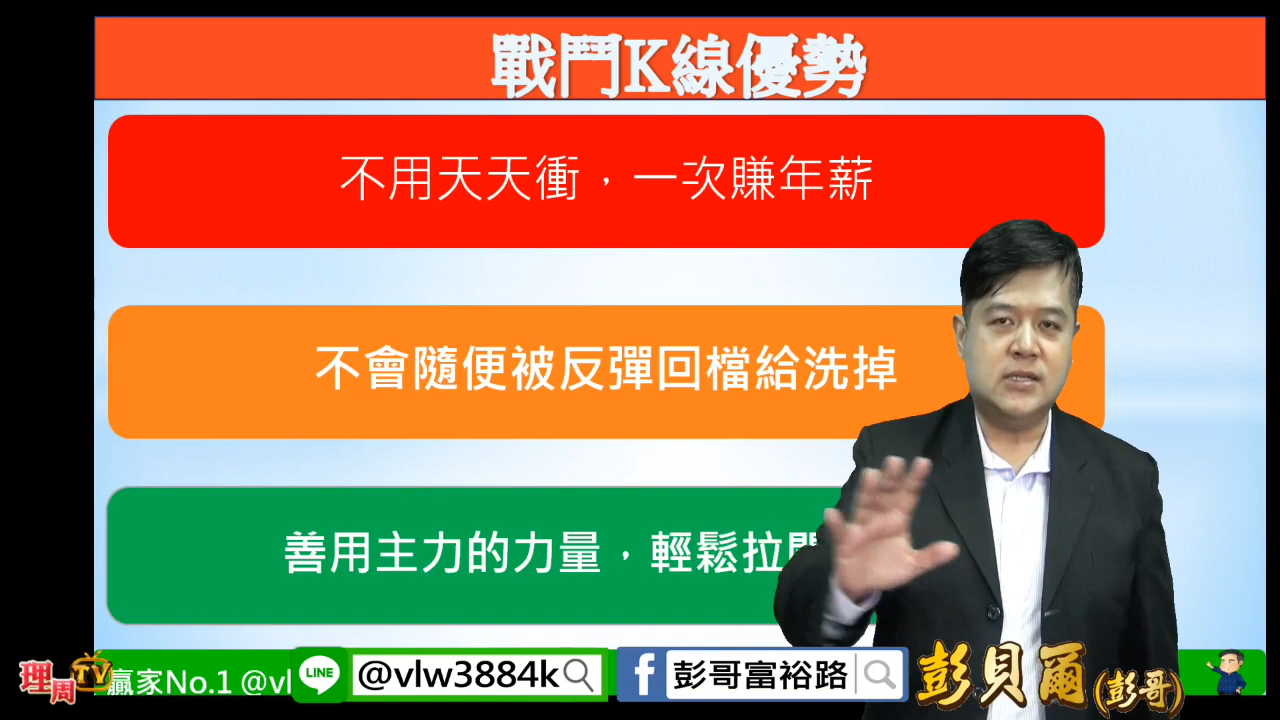 戰鬥K線優勢
不用天天衝，一次賺年薪
不會隨便被反彈回檔給洗掉
善用主力的力量，輕鬆拉
理周TV
贏家No.1 @vl
LINE
@vlw3884k
f 彭哥富裕路
彭貝爾(彭哥)